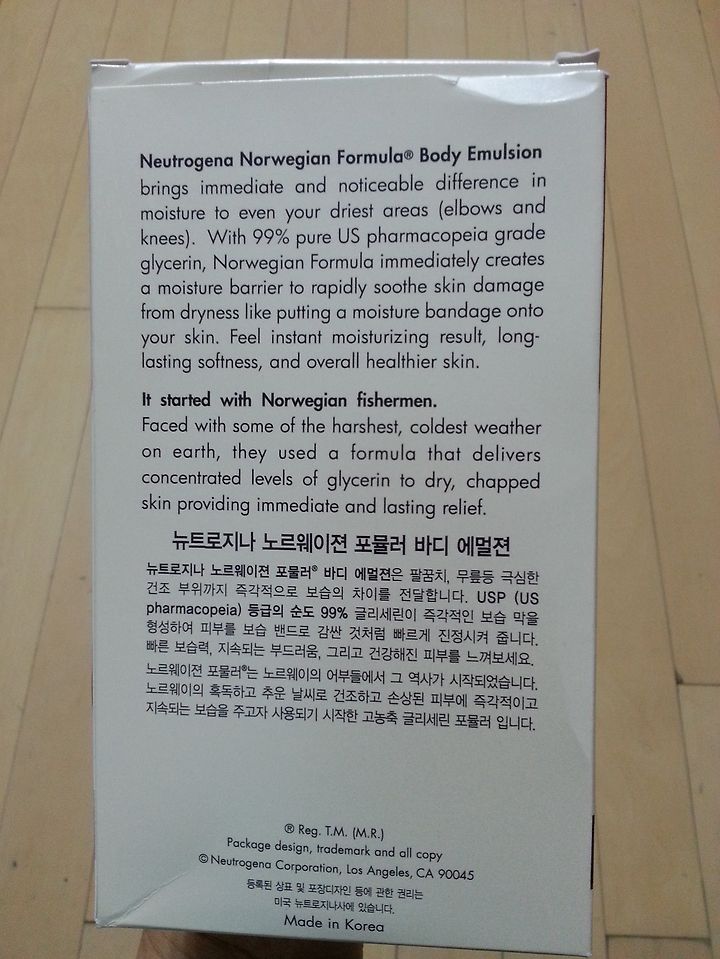 Neutrogena Norwegian Formula® Body Emulsion
brings immediate and noticeable difference in
moisture to even your driest areas (elbows and
knees). With 99% pure US pharmacopeia grade
glycerin, Norwegian Formula immediately creates
a moisture barrier to rapidly soothe skin damage
from dryness like putting a moisture bandage onto
your skin. Feel instant moisturizing result, long-
lasting softness, and overall healthier skin.
It started with Norwegian fishermen.
Faced with some of the harshest, coldest weather
on earth, they used a formula that delivers
concentrated levels of glycerin to dry, chapped
skin providing immediate and lasting relief.
뉴트로지나 노르웨이젼 포뮬러 바디 에멀젼
뉴트로지나 노르웨이젼 포뮬러® 바디 에멀젼은 팔꿈치, 무릎등 극심한
건조 부위까지 즉각적으로 보습의 차이를 전달합니다. USP (US
pharmacopeia) 등급의 순도 99% 글리세린이 즉각적인 보습 막을
형성하여 피부를 보습 밴드로 감싼 것처럼 빠르게 진정시켜 줍니다.
빠른 보습력, 지속되는 부드러움, 그리고 건강해진 피부를 느껴보세요.
노르웨이젼 포뮬러®는 노르웨이의 어부들에서 그 역사가 시작되었습니다.
노르웨이의 혹독하고 추운 날씨로 건조하고 손상된 피부에 즉각적이고
지속되는 보습을 주고자 사용되기 시작한 고농축 글리세린 포뮬러 입니다.
® Reg. T.M. (M.R.)
Package design, trademark and all copy
© Neutrogena Corporation, Los Angeles, CA 90045
등록된 상표 및 포장디자인 등에 관한 권리는
미국 뉴트로지나사에 있습니다.
Made in Korea